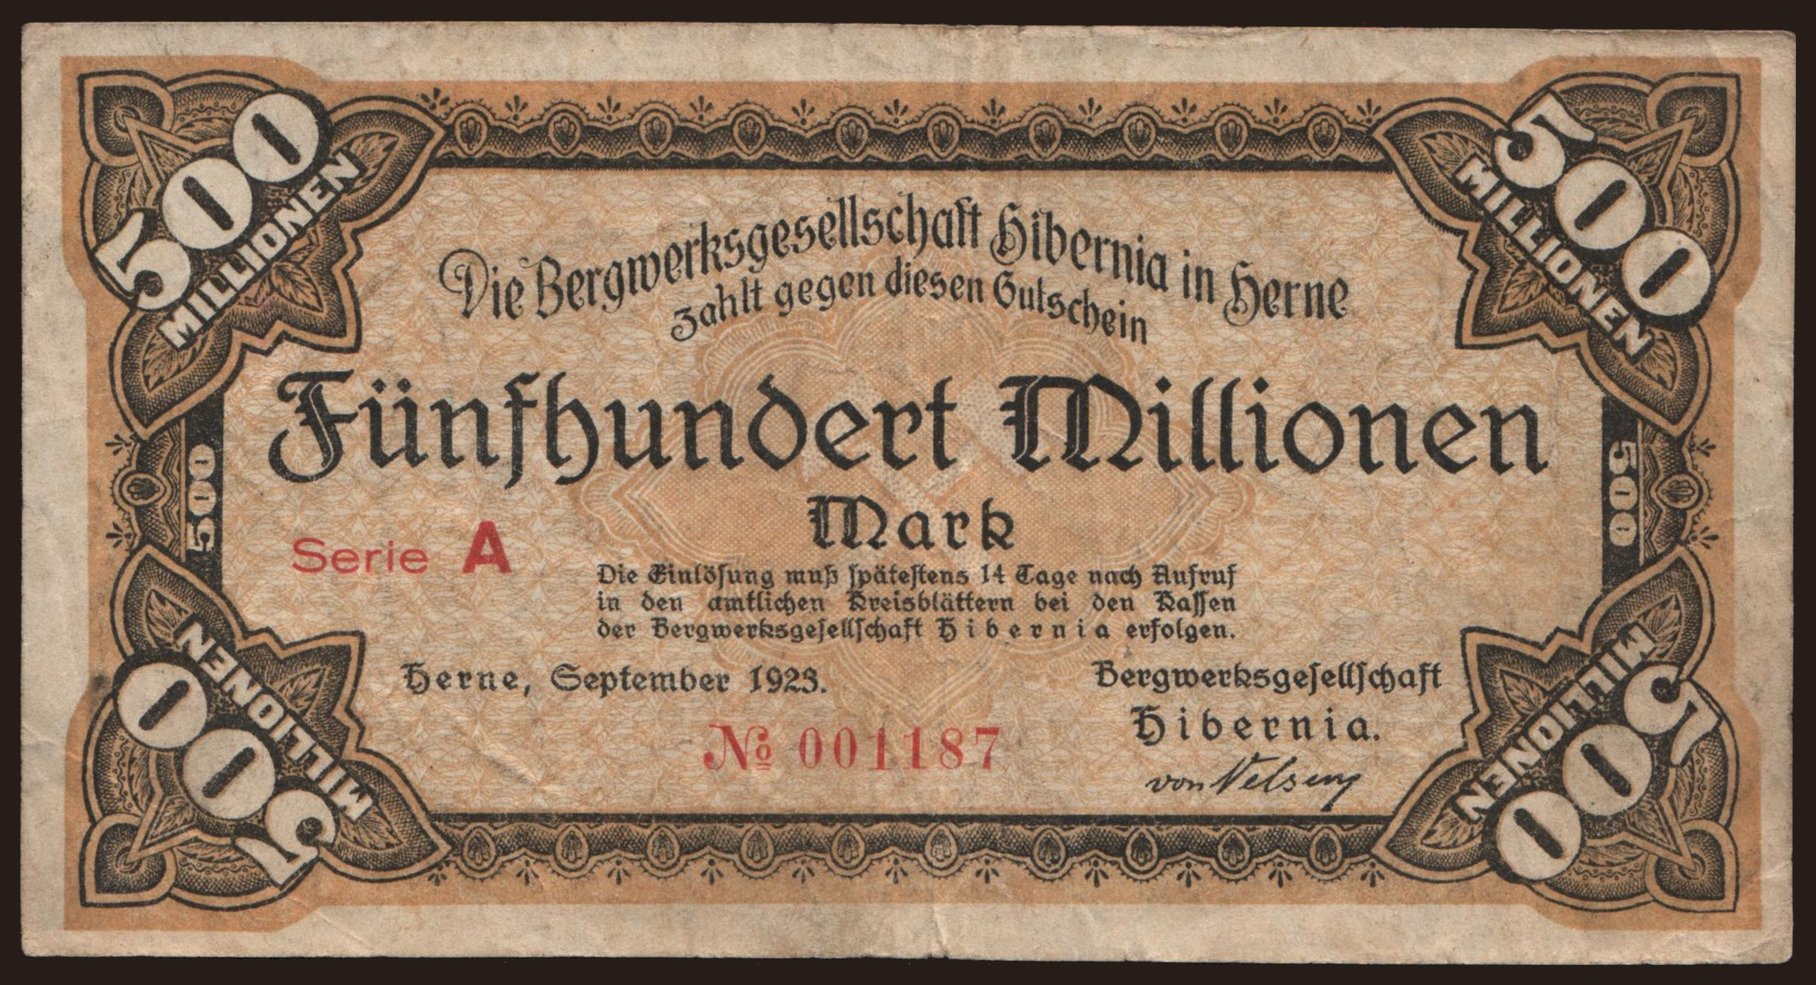 500
MILLIONEN
500
MILLIONEN
Die Bergwerksgesellschaft Hibernia in Herne
zahlt gegen diesen Gutschein
Fünfhundert Millionen
Mark
500
500
Serie A
Die Einlösung muß spätestens 14 Tage nach Aufruf
in den amtlichen Kreisblättern bei den Kassen
der Bergwerksgesellschaft Hibernia erfolgen.
Herne, September 1923.
Bergwerksgesellschaft
Hibernia.
№ 001187
von Velsen
500
MILLIONEN
500
MILLIONEN